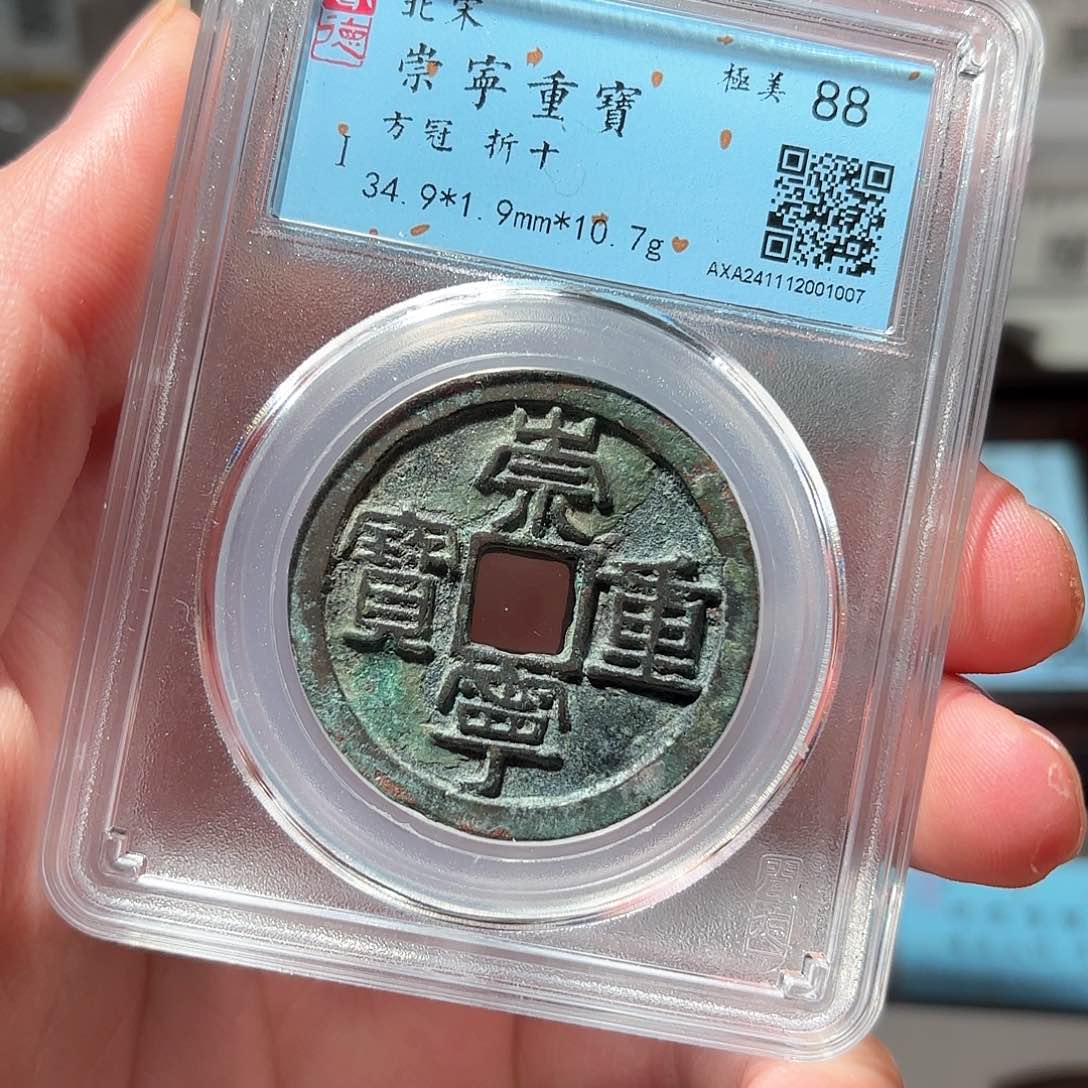 德
北宋
崇寧重寶
極美 88
方冠 折十
I 34.9*1.9mm*10.7g
AXA241112001007
崇
寶 重
寧